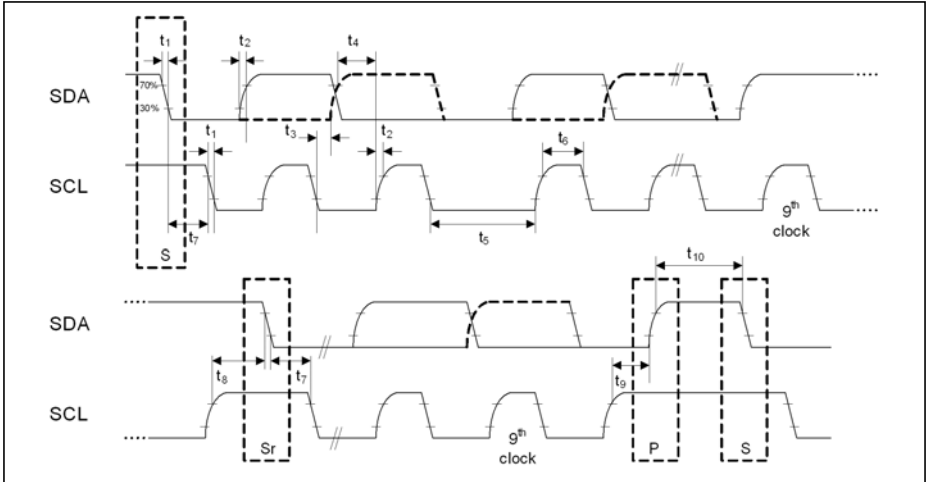 S
t1 t2 t4
SDA
70%
30%
t1 t3 t2 t6
SCL
t7 t5
9th
clock
S
t10
SDA
t8 t7 t9
SCL
Sr
9th
clock
P
S